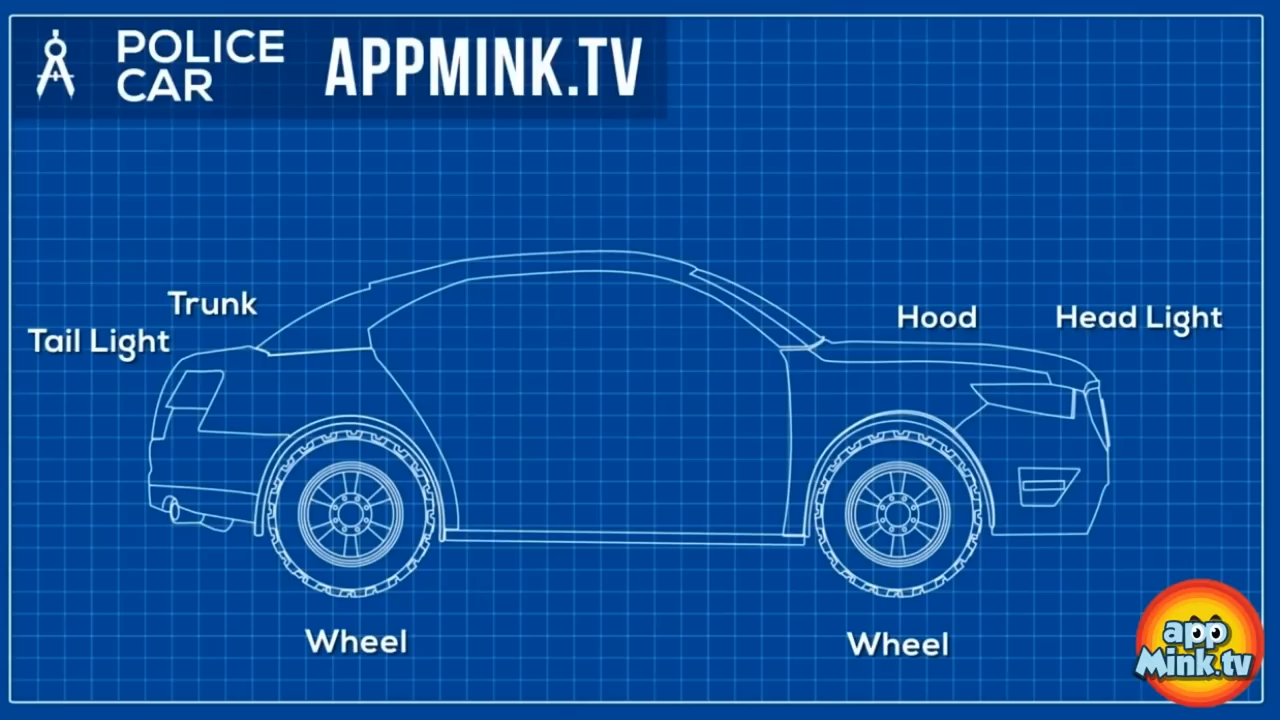 POLICE
CAR
APPMINK.TV
Trunk
Tail Light
Hood
Head Light
Wheel
Wheel
app
Mink.tv